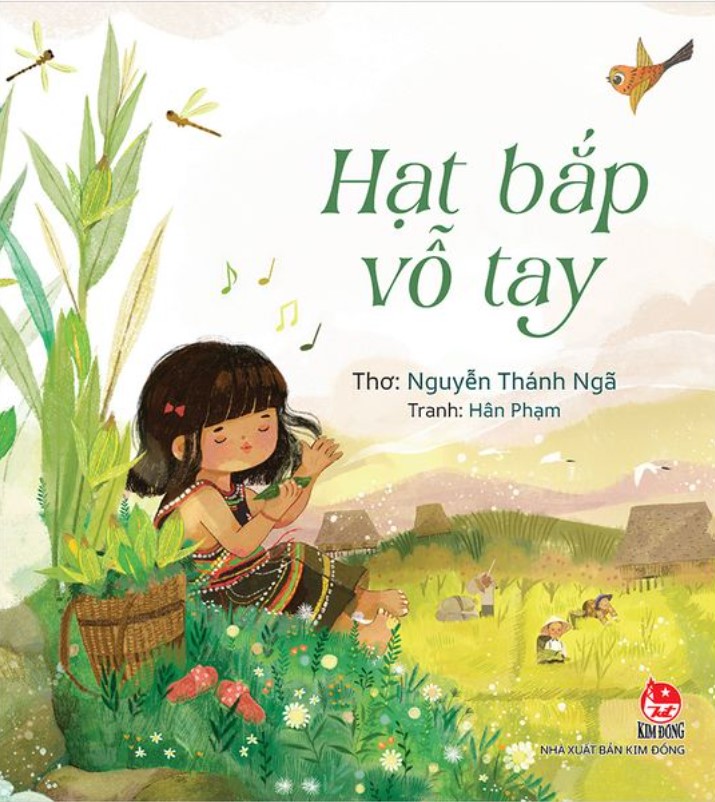 Hạt bắp
vỗ tay
Thơ: Nguyễn Thánh Ngã
Tranh: Hân Phạm
KIM ĐỒNG
NHÀ XUẤT BẢN KIM ĐỒNG